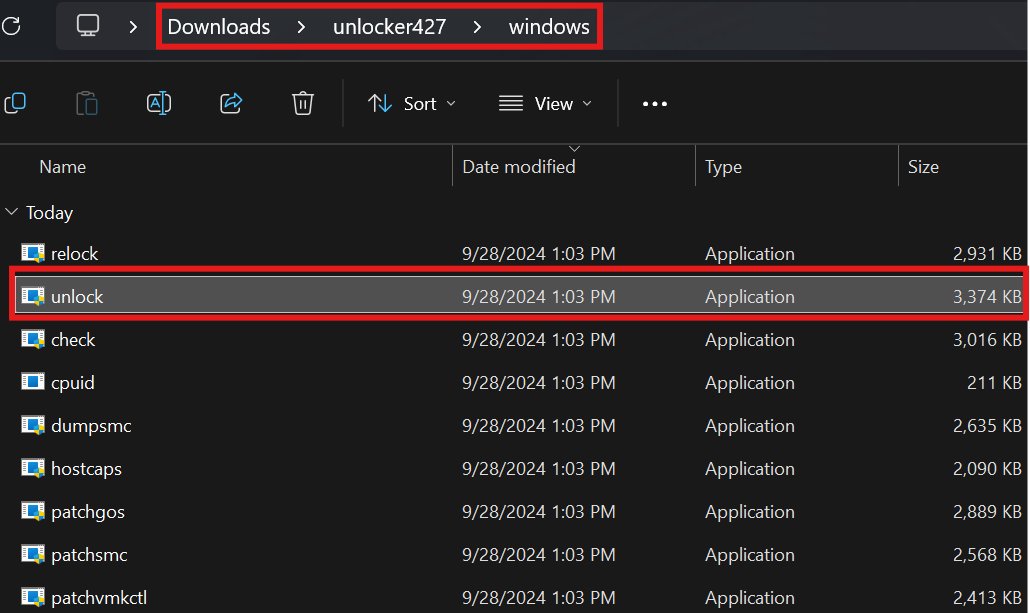 Downloads > unlocker427 > windows
Sort View
Name Date modified Type Size
Today
relock 9/28/2024 1:03 PM Application 2,931 KB
unlock 9/28/2024 1:03 PM Application 3,374 KB
check 9/28/2024 1:03 PM Application 3,016 KB
cpuid 9/28/2024 1:03 PM Application 211 KB
dumpsmc 9/28/2024 1:03 PM Application 2,635 KB
hostcaps 9/28/2024 1:03 PM Application 2,090 KB
patchgos 9/28/2024 1:03 PM Application 2,889 KB
patchsmc 9/28/2024 1:03 PM Application 2,568 KB
patchvmkctl 9/28/2024 1:03 PM Application 2,413 KB